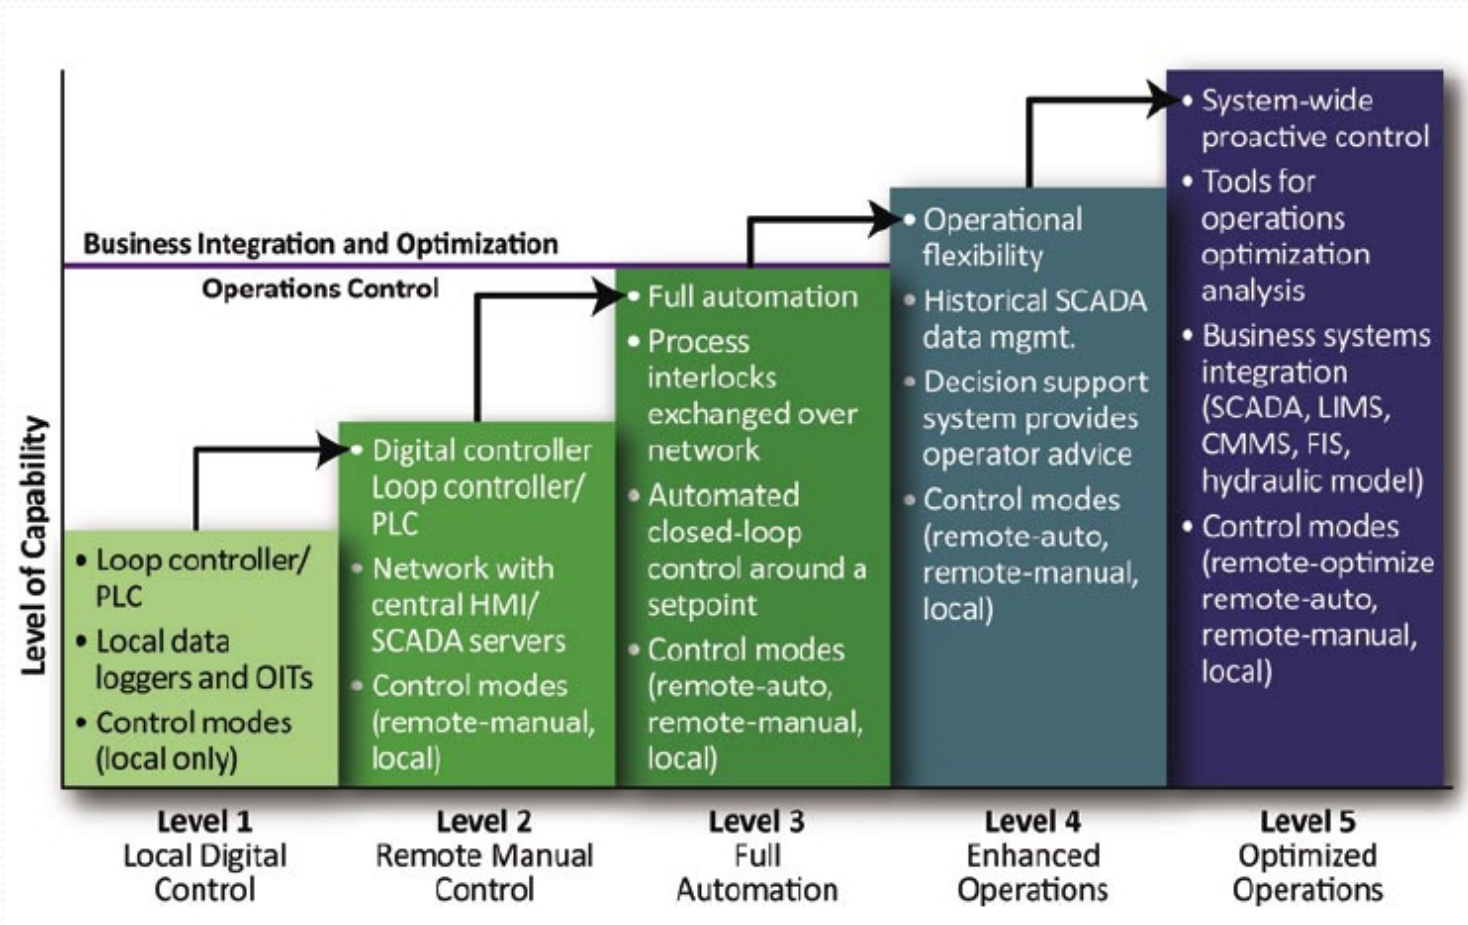 Level of Capability
Business Integration and Optimization
Operations Control
• Loop controller/
PLC
• Local data
loggers and OITs
• Control modes
(local only)
• Digital controller
Loop controller/
PLC
• Network with
central HMI/
SCADA servers
• Control modes
(remote-manual,
local)
• Full automation
• Process
interlocks
exchanged over
network
• Automated
closed-loop
control around a
setpoint
• Control modes
(remote-auto,
remote-manual,
local)
• Operational
flexibility
• Historical SCADA
data mgmt.
• Decision support
system provides
operator advice
• Control modes
(remote-auto,
remote-manual,
local)
• System-wide
proactive control
• Tools for
operations
optimization
analysis
• Business systems
integration
(SCADA, LIMS,
CMMS, FIS,
hydraulic model)
• Control modes
(remote-optimize
remote-auto,
remote-manual,
local)
Level 1
Local Digital
Control
Level 2
Remote Manual
Control
Level 3
Full
Automation
Level 4
Enhanced
Operations
Level 5
Optimized
Operations